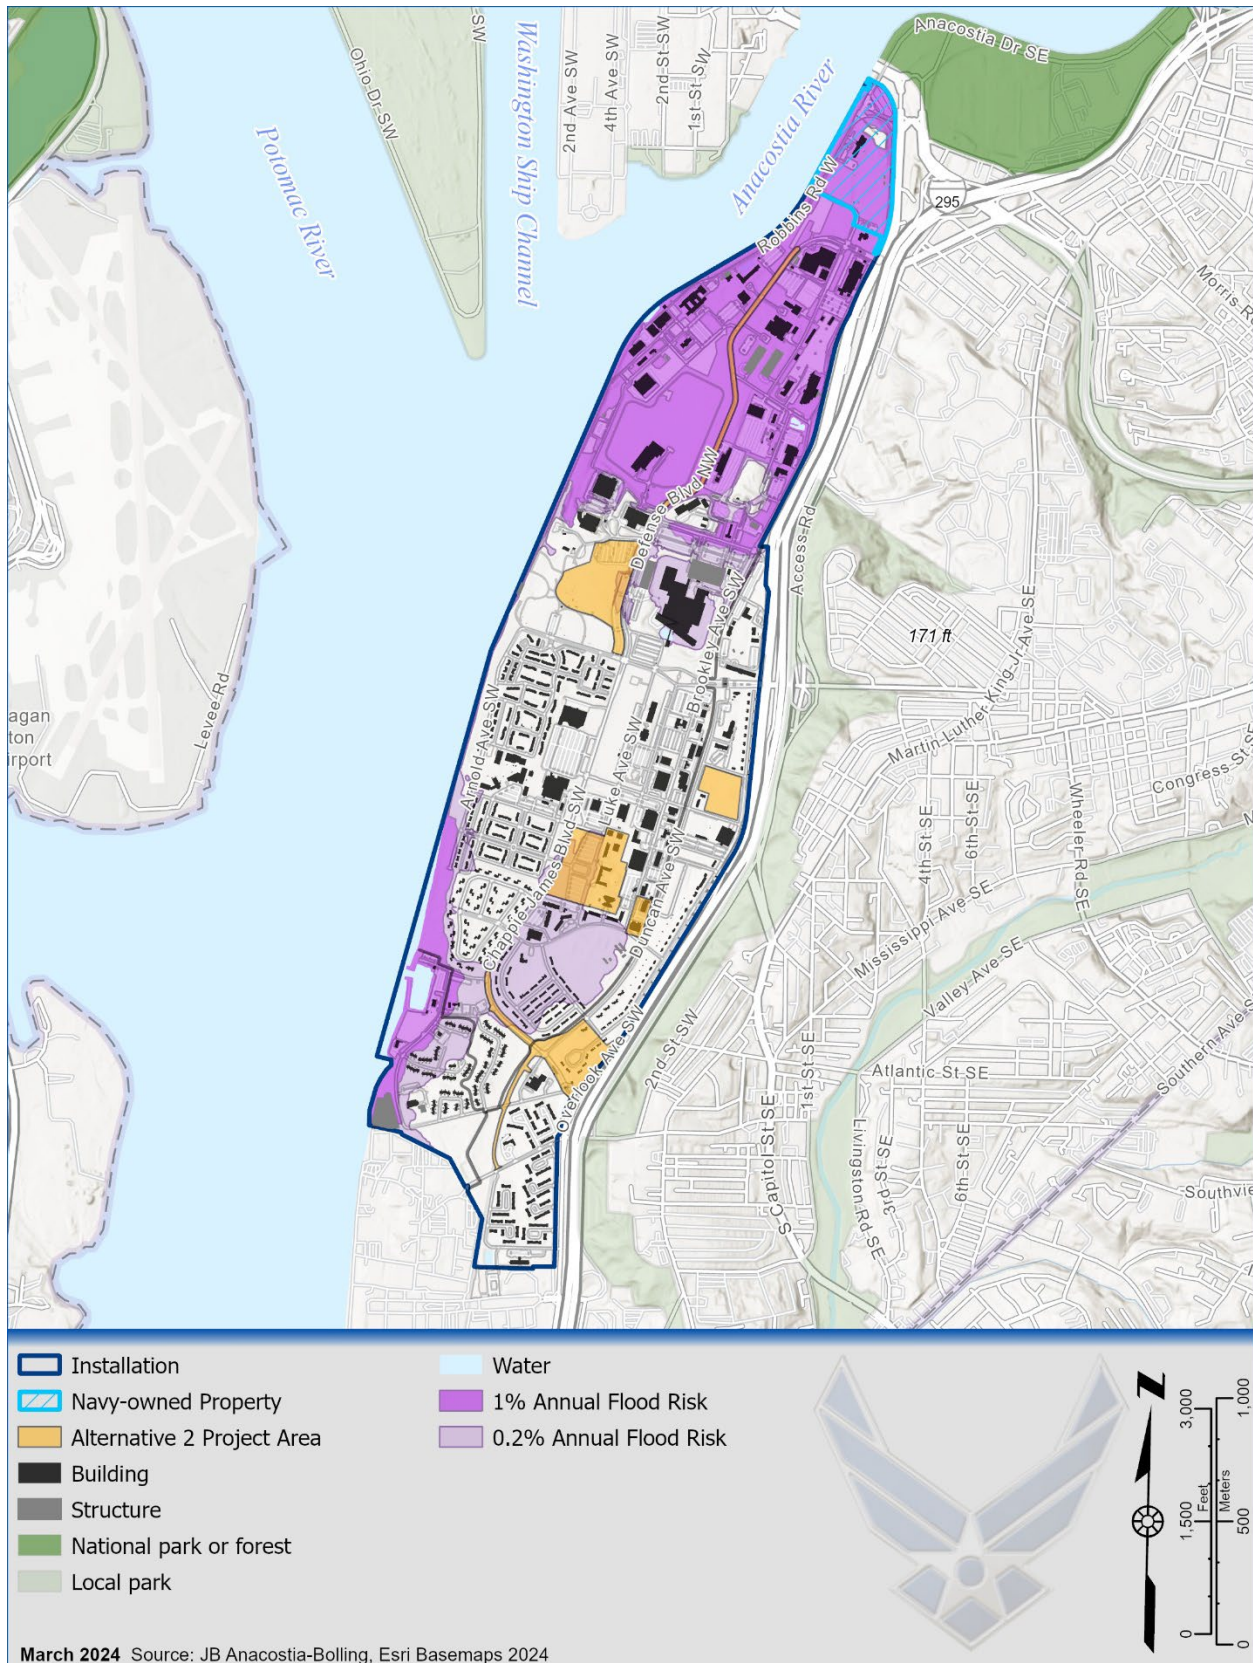 Anacostia Dr SE
SW
Ohio Dr SW
Washington Ship Channel
2nd Ave SW
4th Ave SW
2nd St SW
1st St SW
Anacostia River
Potomac River
Robbins Rd W
295
Morris Rd
Defense Blvd NW
Access Rd
171 ft
Brookley Ave SW
Martin Luther King Jr Ave SE
Congress St SE
Levee Rd
agan
ton
irport
Arnold Ave SW
Luke Ave SW
Chappie James Blvd SW
Duncan Ave SW
4th St SE
6th St SE
Wheeler Rd SE
Mississippi Ave SE
Valley Ave SE
Southern Ave S
2nd St SW
Overlook Ave SW
Atlantic St SE
1st St SE
S Capitol St SE
Livingston Rd SE
3rd St SE
6th St SE
Southvie
Installation
Navy-owned Property
Alternative 2 Project Area
Building
Structure
National park or forest
Local park
Water
1% Annual Flood Risk
0.2% Annual Flood Risk
Z
3,000
1,500
0
Feet
Meters
1,000
500
0
March 2024 Source: JB Anacostia-Bolling, Esri Basemaps 2024